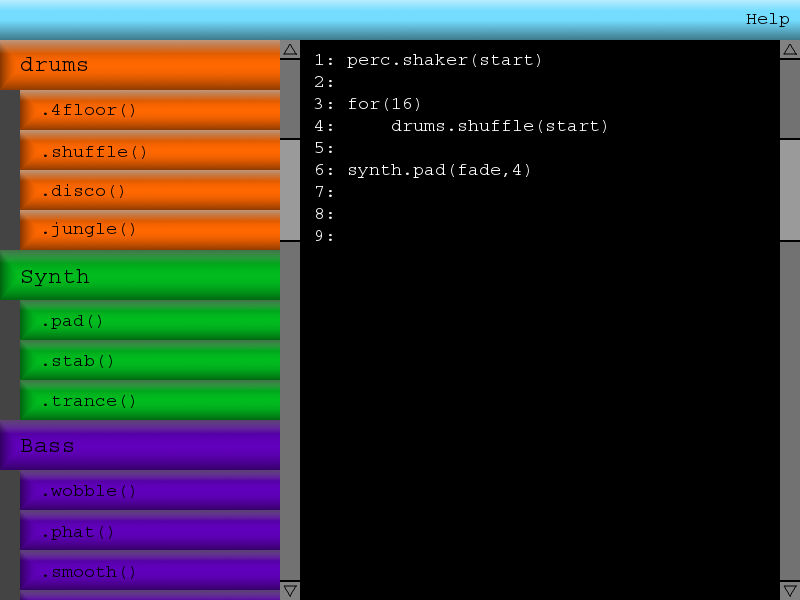 Help
drums
.4floor()
.shuffle()
.disco()
.jungle()
Synth
.pad()
.stab()
.trance()
Bass
.wobble()
.phat()
.smooth()
1: perc.shaker(start)
2:
3: for(16)
4:     drums.shuffle(start)
5:
6: synth.pad(fade,4)
7:
8:
9: